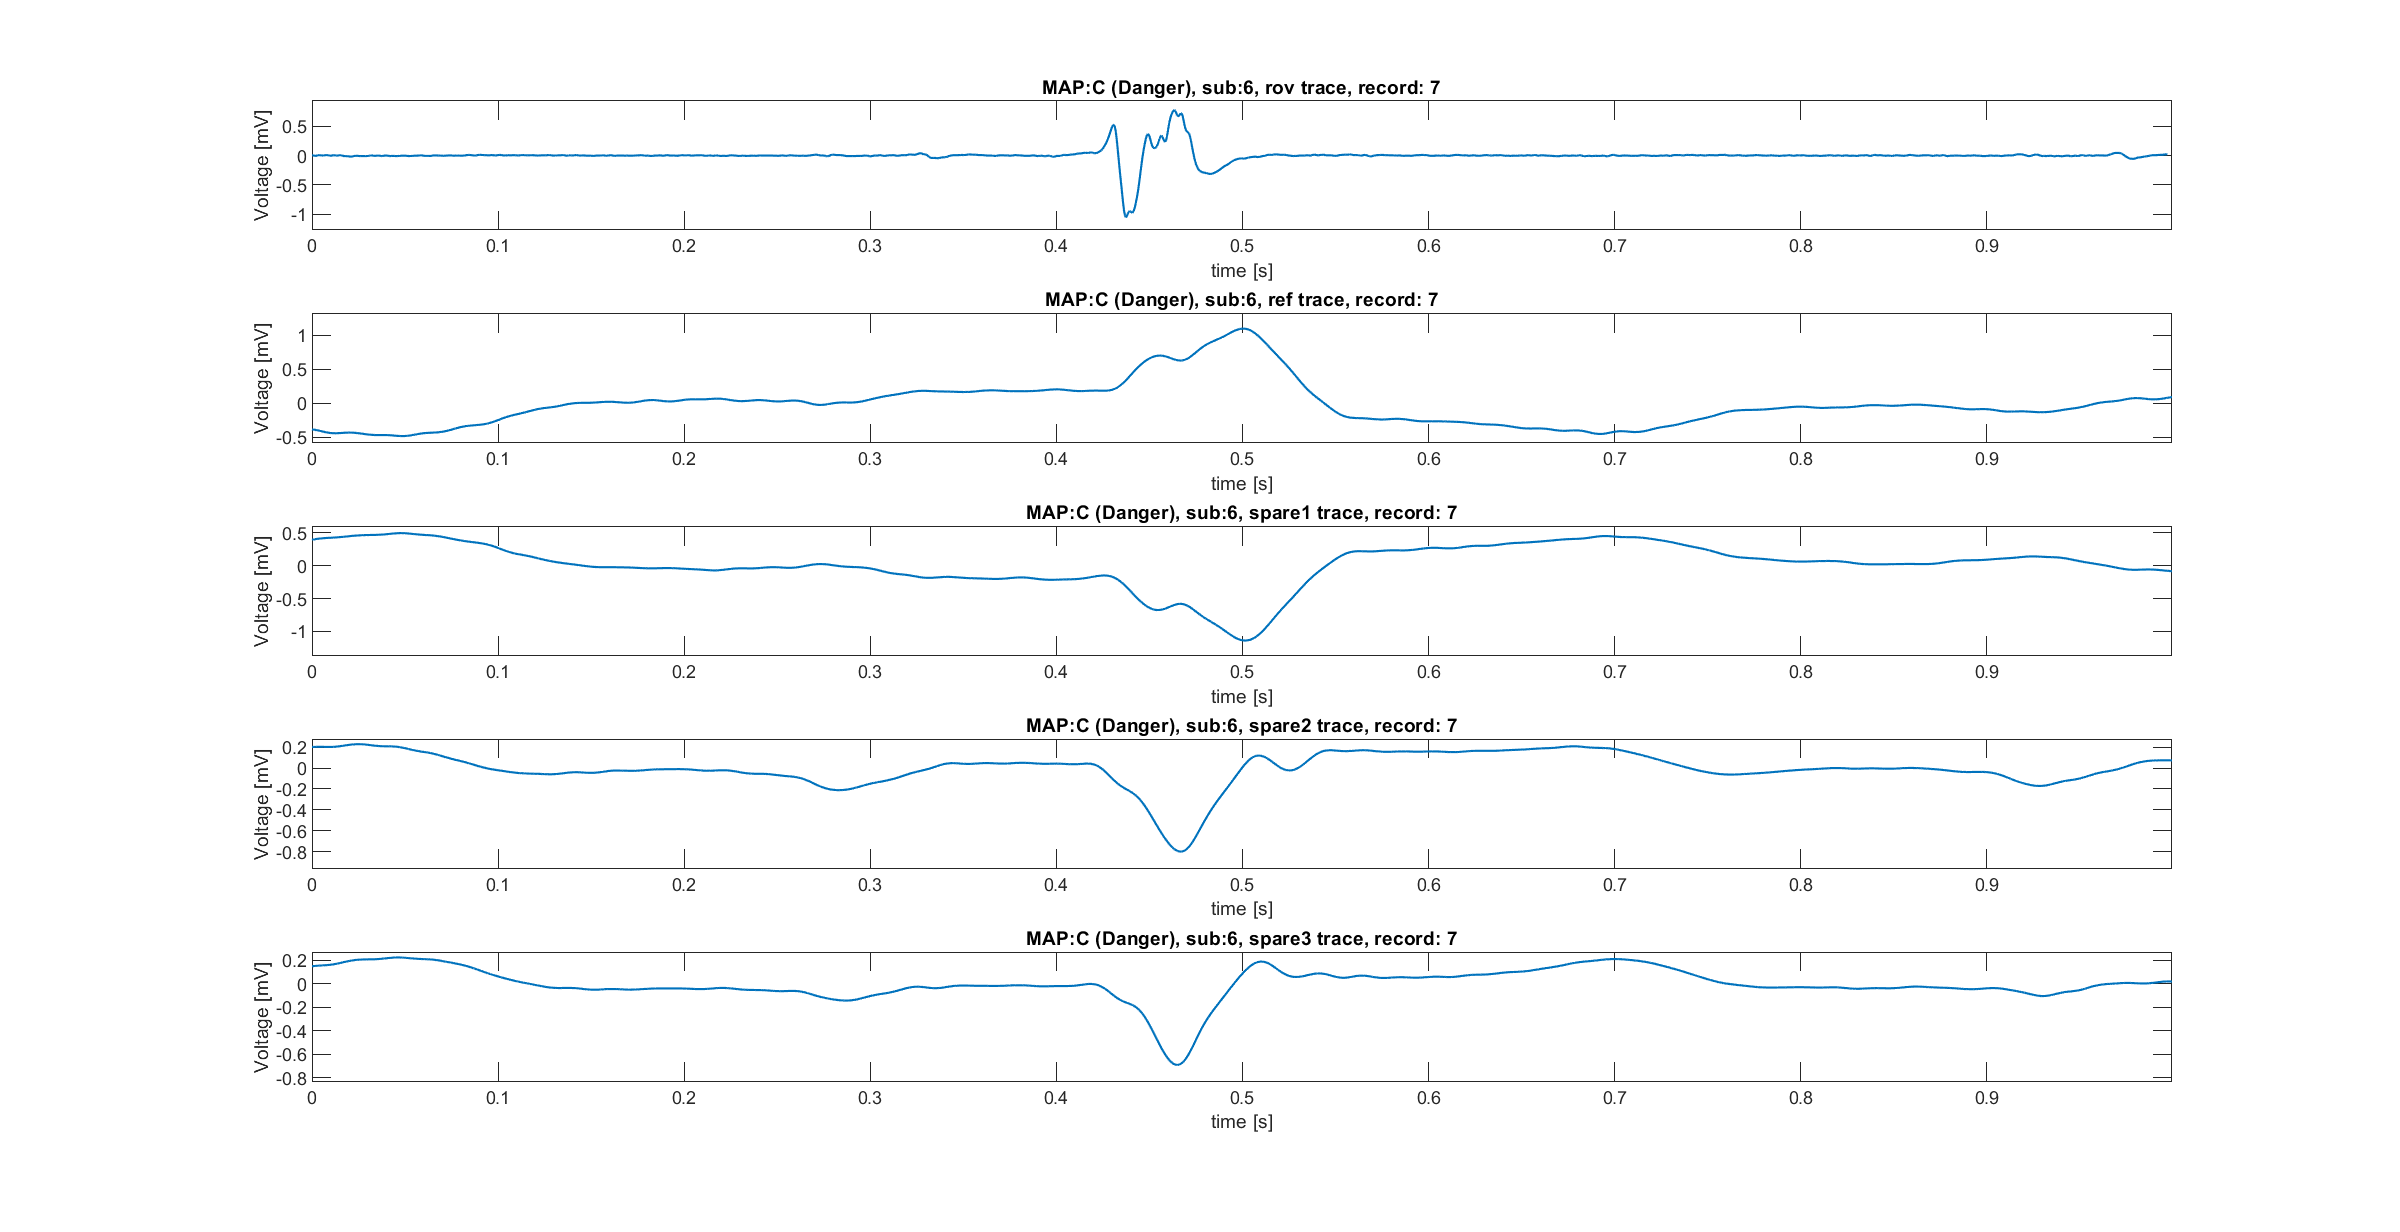 MAP:C (Danger), sub:6, rov trace, record: 7
Voltage [mV]
0.5
0
-0.5
-1
0 0.1 0.2 0.3 0.4 0.5 0.6 0.7 0.8 0.9
time [s]
MAP:C (Danger), sub:6, ref trace, record: 7
Voltage [mV]
1
0.5
0
-0.5
0 0.1 0.2 0.3 0.4 0.5 0.6 0.7 0.8 0.9
time [s]
MAP:C (Danger), sub:6, spare1 trace, record: 7
Voltage [mV]
0.5
0
-0.5
-1
0 0.1 0.2 0.3 0.4 0.5 0.6 0.7 0.8 0.9
time [s]
MAP:C (Danger), sub:6, spare2 trace, record: 7
Voltage [mV]
0.2
0
-0.2
-0.4
-0.6
-0.8
0 0.1 0.2 0.3 0.4 0.5 0.6 0.7 0.8 0.9
time [s]
MAP:C (Danger), sub:6, spare3 trace, record: 7
Voltage [mV]
0.2
0
-0.2
-0.4
-0.6
-0.8
0 0.1 0.2 0.3 0.4 0.5 0.6 0.7 0.8 0.9
time [s]